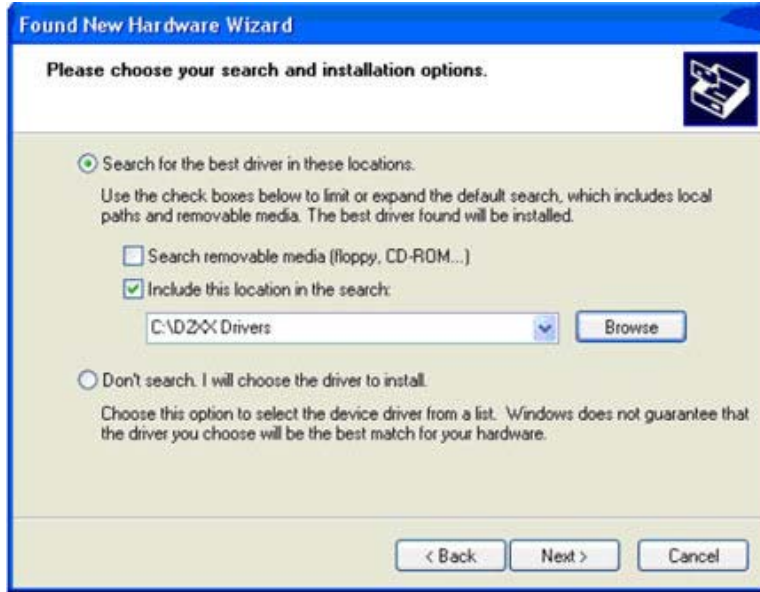 Found New Hardware Wizard
Please choose your search and installation options.
Search for the best driver in these locations.
Use the check boxes below to limit or expand the default search, which includes local
paths and removable media. The best driver found will be installed.
Search removable media (floppy, CD-ROM...)
Include this location in the search:
C:\D2XX Drivers
Browse
Don't search. I will choose the driver to install.
Choose this option to select the device driver from a list. Windows does not guarantee that
the driver you choose will be the best match for your hardware.
< Back Next > Cancel